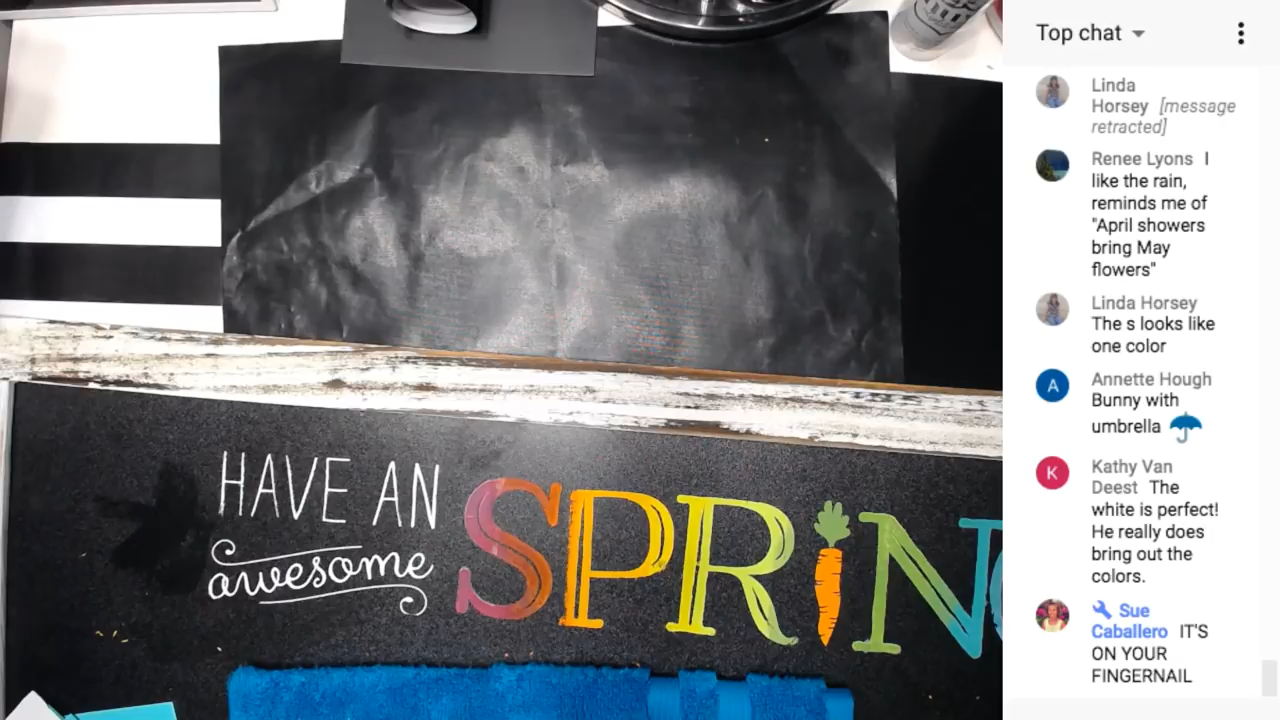 Top chat
Linda
Horsey [message
retracted]
Renee Lyons I
like the rain,
reminds me of
"April showers
bring May
flowers"
Linda Horsey
The s looks like
one color
A
Annette Hough
Bunny with
umbrella
K
Kathy Van
Deest The
white is perfect!
He really does
bring out the
colors.
Sue
Caballero IT'S
ON YOUR
FINGERNAIL
HAVE AN
awesome
SPRIN